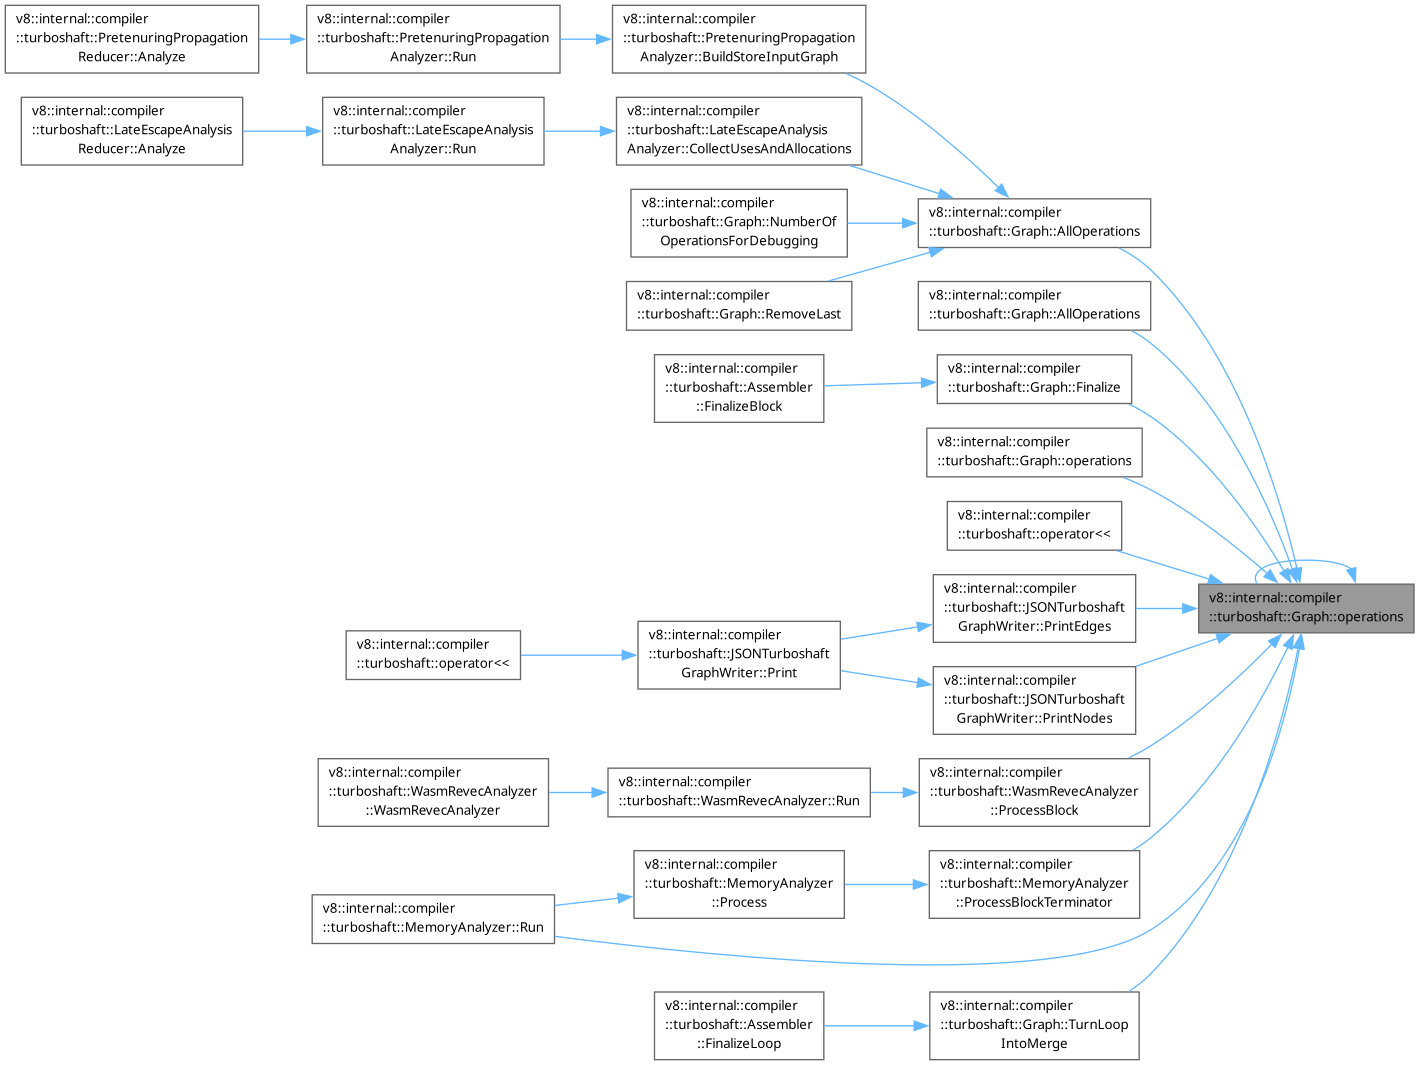 v8::internal::compiler
::turboshaft::PretenuringPropagation
Reducer::Analyze
v8::internal::compiler
::turboshaft::PretenuringPropagation
Analyzer::Run
v8::internal::compiler
::turboshaft::PretenuringPropagation
Analyzer::BuildStoreInputGraph
v8::internal::compiler
::turboshaft::LateEscapeAnalysis
Reducer::Analyze
v8::internal::compiler
::turboshaft::LateEscapeAnalysis
Analyzer::Run
v8::internal::compiler
::turboshaft::LateEscapeAnalysis
Analyzer::CollectUsesAndAllocations
v8::internal::compiler
::turboshaft::Graph::NumberOf
OperationsForDebugging
v8::internal::compiler
::turboshaft::Graph::AllOperations
v8::internal::compiler
::turboshaft::Graph::RemoveLast
v8::internal::compiler
::turboshaft::Graph::AllOperations
v8::internal::compiler
::turboshaft::Assembler
::FinalizeBlock
v8::internal::compiler
::turboshaft::Graph::Finalize
v8::internal::compiler
::turboshaft::Graph::operations
v8::internal::compiler
::turboshaft::operator<<
v8::internal::compiler
::turboshaft::JSONTurboshaft
GraphWriter::PrintEdges
v8::internal::compiler
::turboshaft::Graph::operations
v8::internal::compiler
::turboshaft::operator<<
v8::internal::compiler
::turboshaft::JSONTurboshaft
GraphWriter::Print
v8::internal::compiler
::turboshaft::JSONTurboshaft
GraphWriter::PrintNodes
v8::internal::compiler
::turboshaft::WasmRevecAnalyzer
::WasmRevecAnalyzer
v8::internal::compiler
::turboshaft::WasmRevecAnalyzer::Run
v8::internal::compiler
::turboshaft::WasmRevecAnalyzer
::ProcessBlock
v8::internal::compiler
::turboshaft::MemoryAnalyzer
::Process
v8::internal::compiler
::turboshaft::MemoryAnalyzer
::ProcessBlockTerminator
v8::internal::compiler
::turboshaft::MemoryAnalyzer::Run
v8::internal::compiler
::turboshaft::Assembler
::FinalizeLoop
v8::internal::compiler
::turboshaft::Graph::TurnLoop
IntoMerge